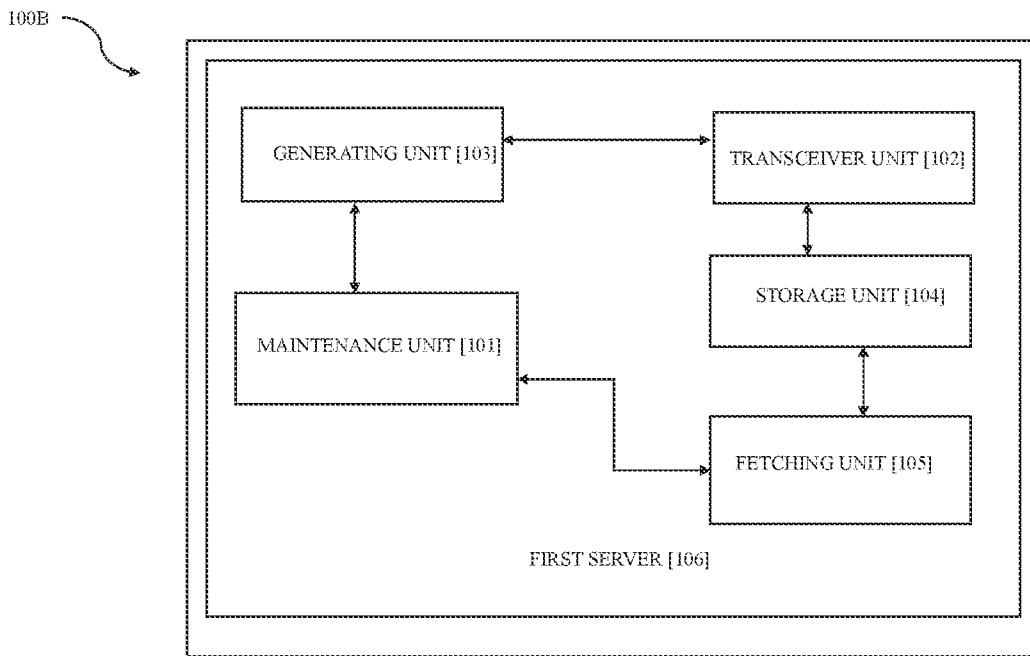 100B
GENERATING UNIT [103]
TRANSCEIVER UNIT [102]
STORAGE UNIT [104]
MAINTENANCE UNIT [101]
FETCHING UNIT [105]
FIRST SERVER [106]